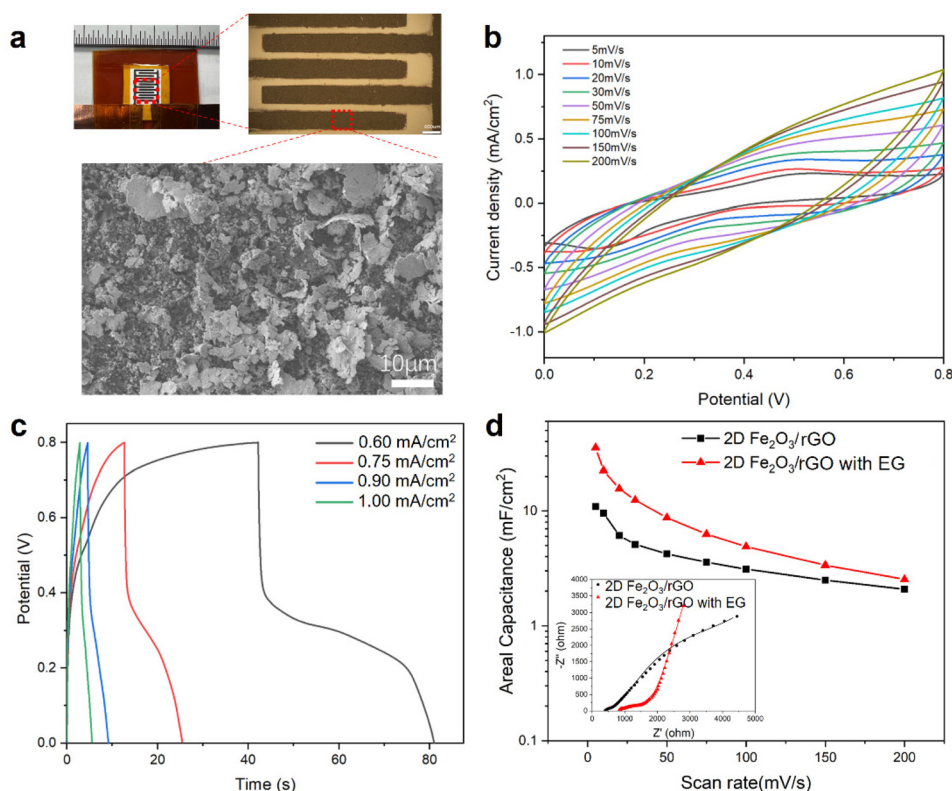 a
10μm
b
5mV/s
10mV/s
20mV/s
30mV/s
50mV/s
75mV/s
100mV/s
150mV/s
200mV/s
1.0
0.5
0.0
-0.5
-1.0
Current density (mA/cm²)
0.0
0.2
0.4
0.6
0.8
Potential (V)
c
0.60 mA/cm²
0.75 mA/cm²
0.90 mA/cm²
1.00 mA/cm²
0.8
0.6
0.4
0.2
0.0
Potential (V)
0
20
40
60
80
Time (s)
d
2D Fe₂O₃/rGO
2D Fe₂O₃/rGO with EG
10
1
0.1
Areal Capacitance (mF/cm²)
2D Fe₂O₃/rGO
2D Fe₂O₃/rGO with EG
4000
3500
3000
2500
2000
1500
1000
500
0
-Z" (ohm)
0
1000
2000
3000
4000
5000
Z' (ohm)
0
50
100
150
200
Scan rate(mV/s)